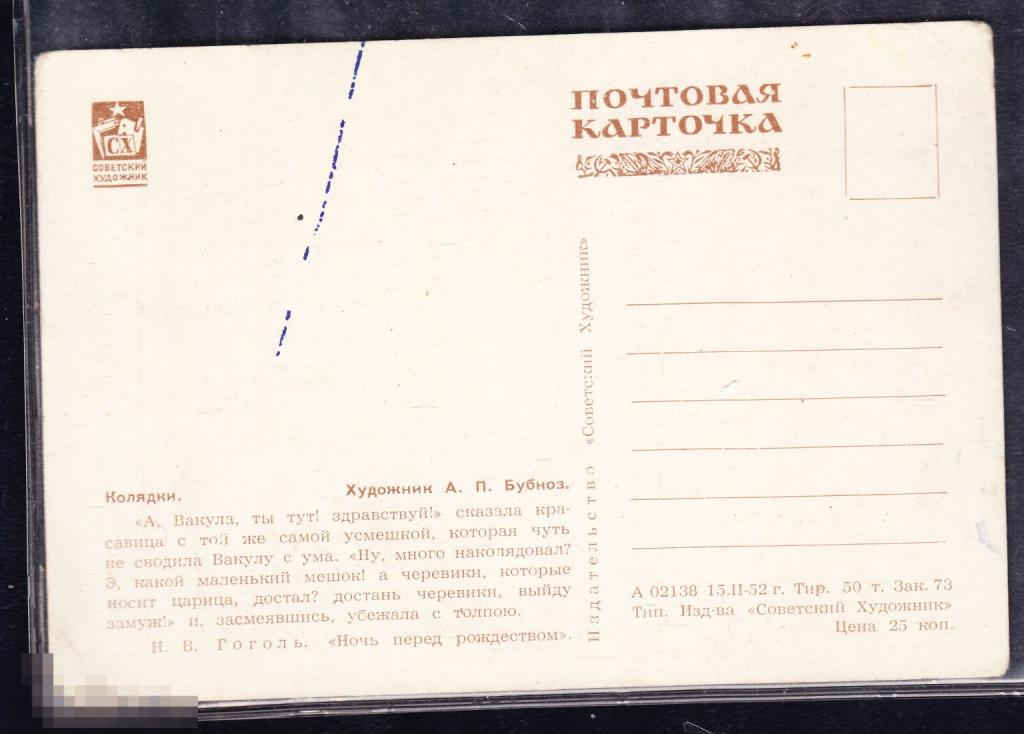 СХ
СОВЕТСКИЙ
ХУДОЖНИК
ПОЧТОВАЯ
КАРТОЧКА
Колядки. Художник А. П. Бубноз.
«А, Вакула, ты тут! здравствуй!» сказала кра-
савица с той же самой усмешкой, которая чуть
не сводила Вакулу с ума. «Ну, много наколядовал?
Э, какой маленький мешок! а черевики, которые
носит царица, достал? достань черевики, выйду
замуж!» и, засмеявшись, убежала с толпою.
Н. В. Гоголь. «Ночь перед рождеством».
Издательство «Советский Художник»
А 02138 15.II-52 г. Тир. 50 т. Зак. 73
Тип. Изд-ва «Советский Художник»
Цена 25 коп.